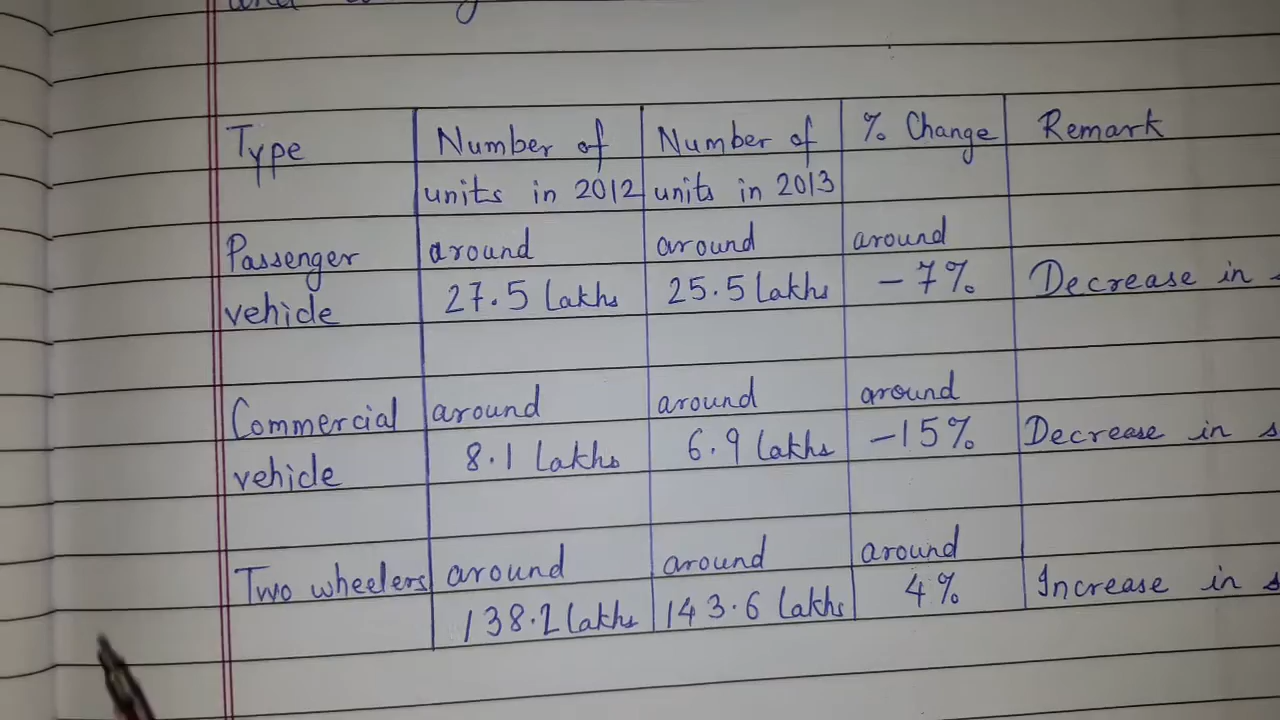 Type Number of Number of % Change Remark
units in 2012 units in 2013
Passenger around around around
vehicle 27.5 Lakhs 25.5 Lakhs -7% Decrease in
Commercial around around around
vehicle 8.1 Lakhs 6.9 Lakhs -15% Decrease in
Two wheelers around around around
138.2 Lakhs 143.6 Lakhs 4% Increase in